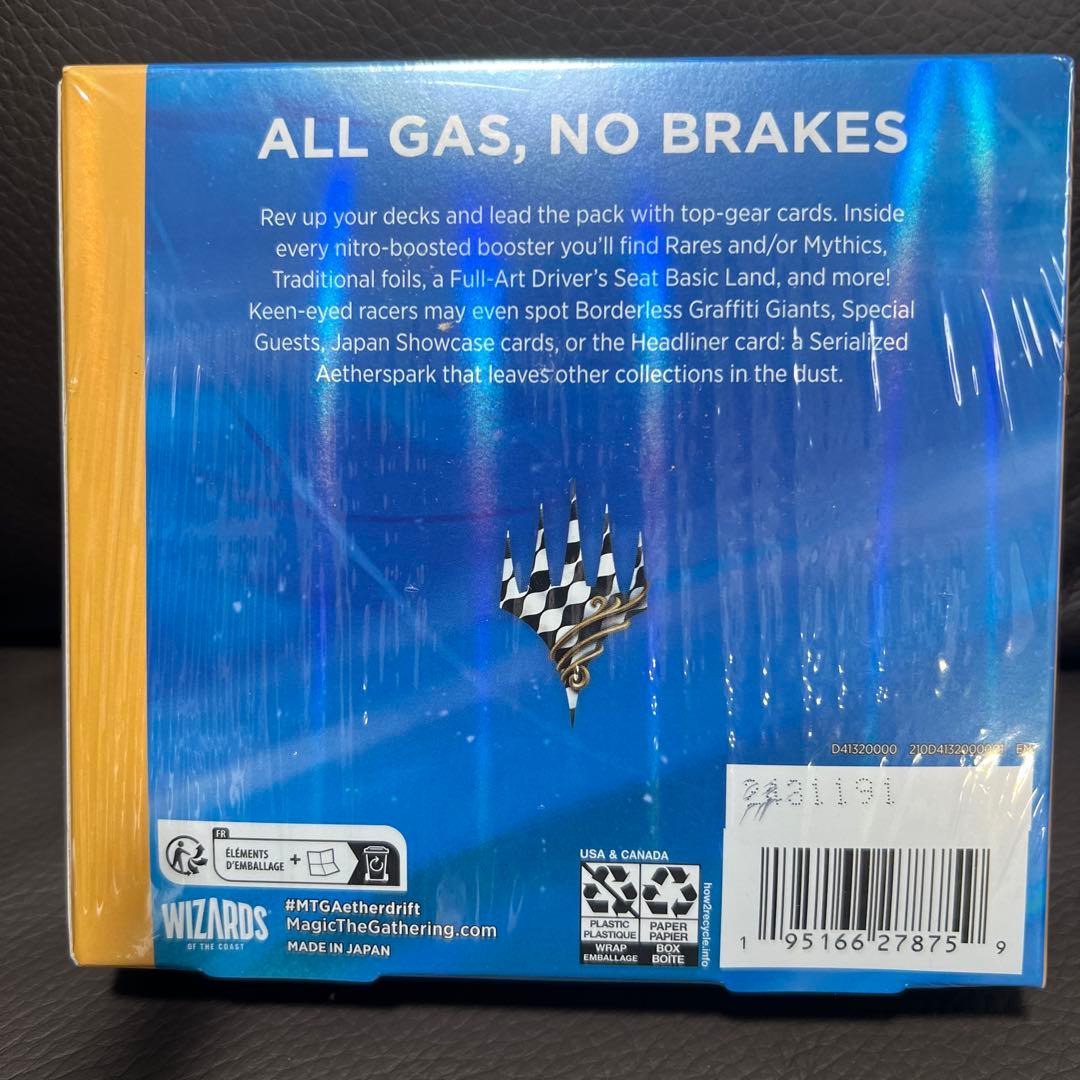 ALL GAS, NO BRAKES
Rev up your decks and lead the pack with top-gear cards. Inside
every nitro-boosted booster you'll find Rares and/or Mythics,
Traditional foils, a Full-Art Driver's Seat Basic Land, and more!
Keen-eyed racers may even spot Borderless Graffiti Giants, Special
Guests, Japan Showcase cards, or the Headliner card: a Serialized
Aetherspark that leaves other collections in the dust.
D41320000 EN
FR
ÉLÉMENTS
D'EMBALLAGE +
WIZARDS
OF THE COAST
#MTGAetherdrift
MagicTheGathering.com
MADE IN JAPAN
USA & CANADA
PLASTIC
PLASTIQUE
WRAP
EMBALLAGE
PAPER
PAPIER
BOX
BOÎTE
how2recycle.info
1 95166 27875 9